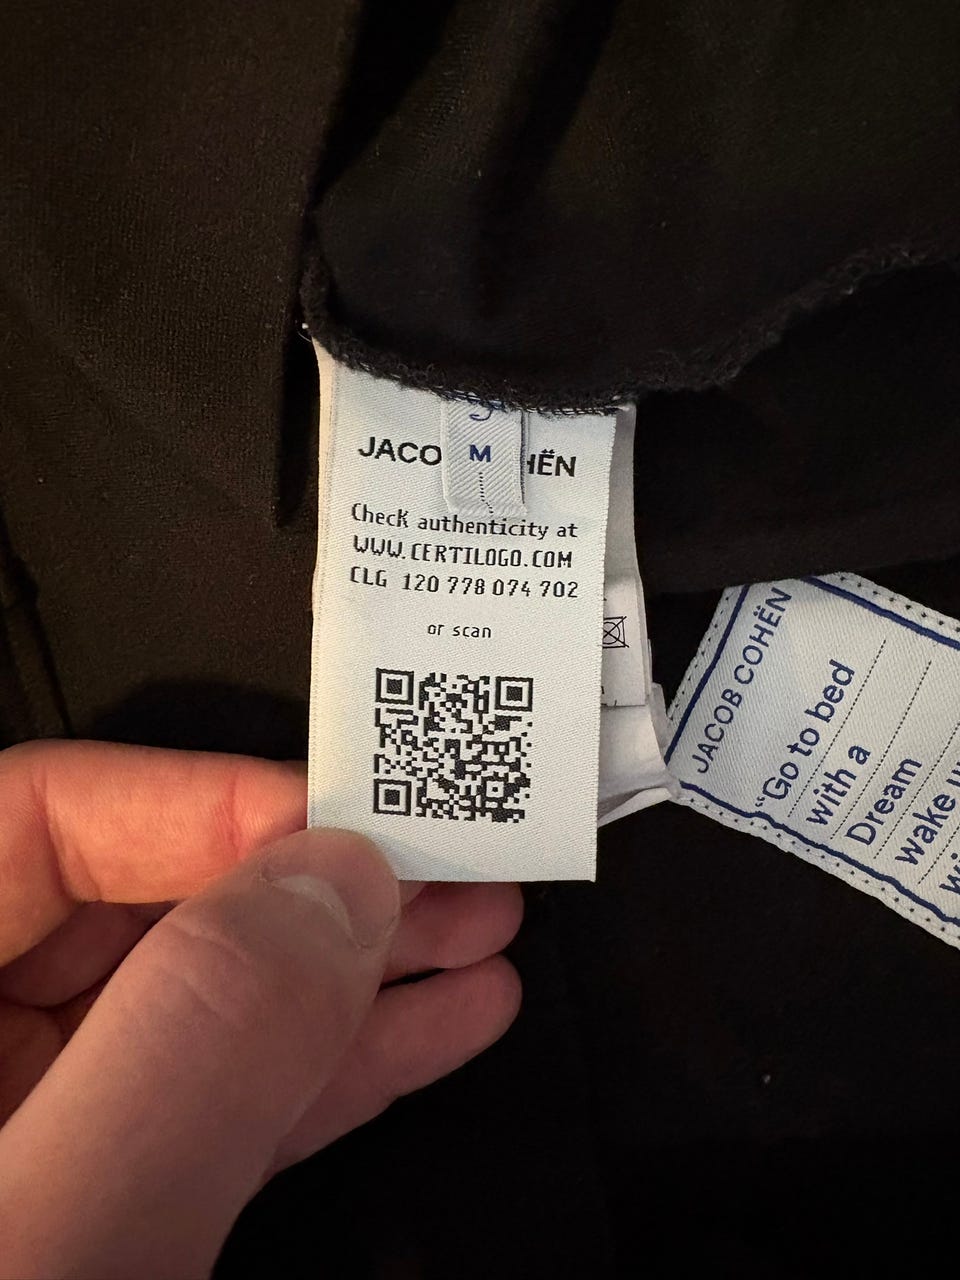 M
JACO HËN
Check authenticity at
WWW.CERTILOGO.COM
CLG 120 778 074 702
or scan
JACOB COHËN
“Go to bed
with a
Dream
wake